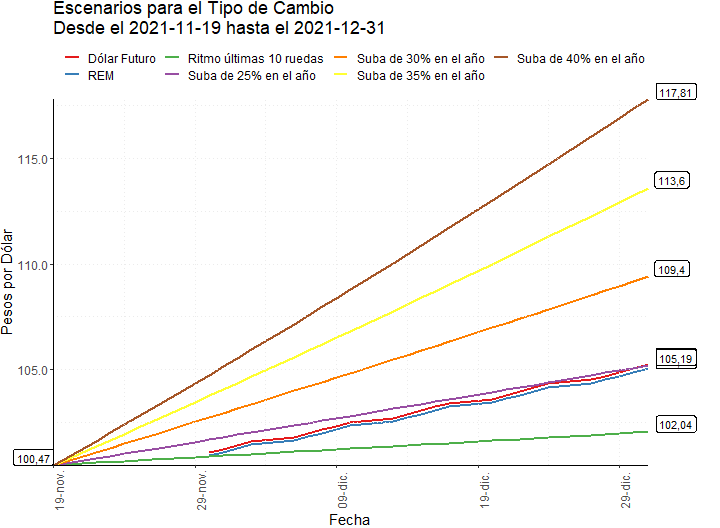 Escenarios para el Tipo de Cambio
Desde el 2021-11-19 hasta el 2021-12-31
Dólar Futuro Ritmo últimas 10 ruedas Suba de 30% en el año Suba de 40% en el año
REM Suba de 25% en el año Suba de 35% en el año
117,81
115.0
113,6
110.0
109,4
105,19
105.0
102,04
100,47
Pesos por Dólar
19-nov.
29-nov.
09-dic.
19-dic.
29-dic.
Fecha